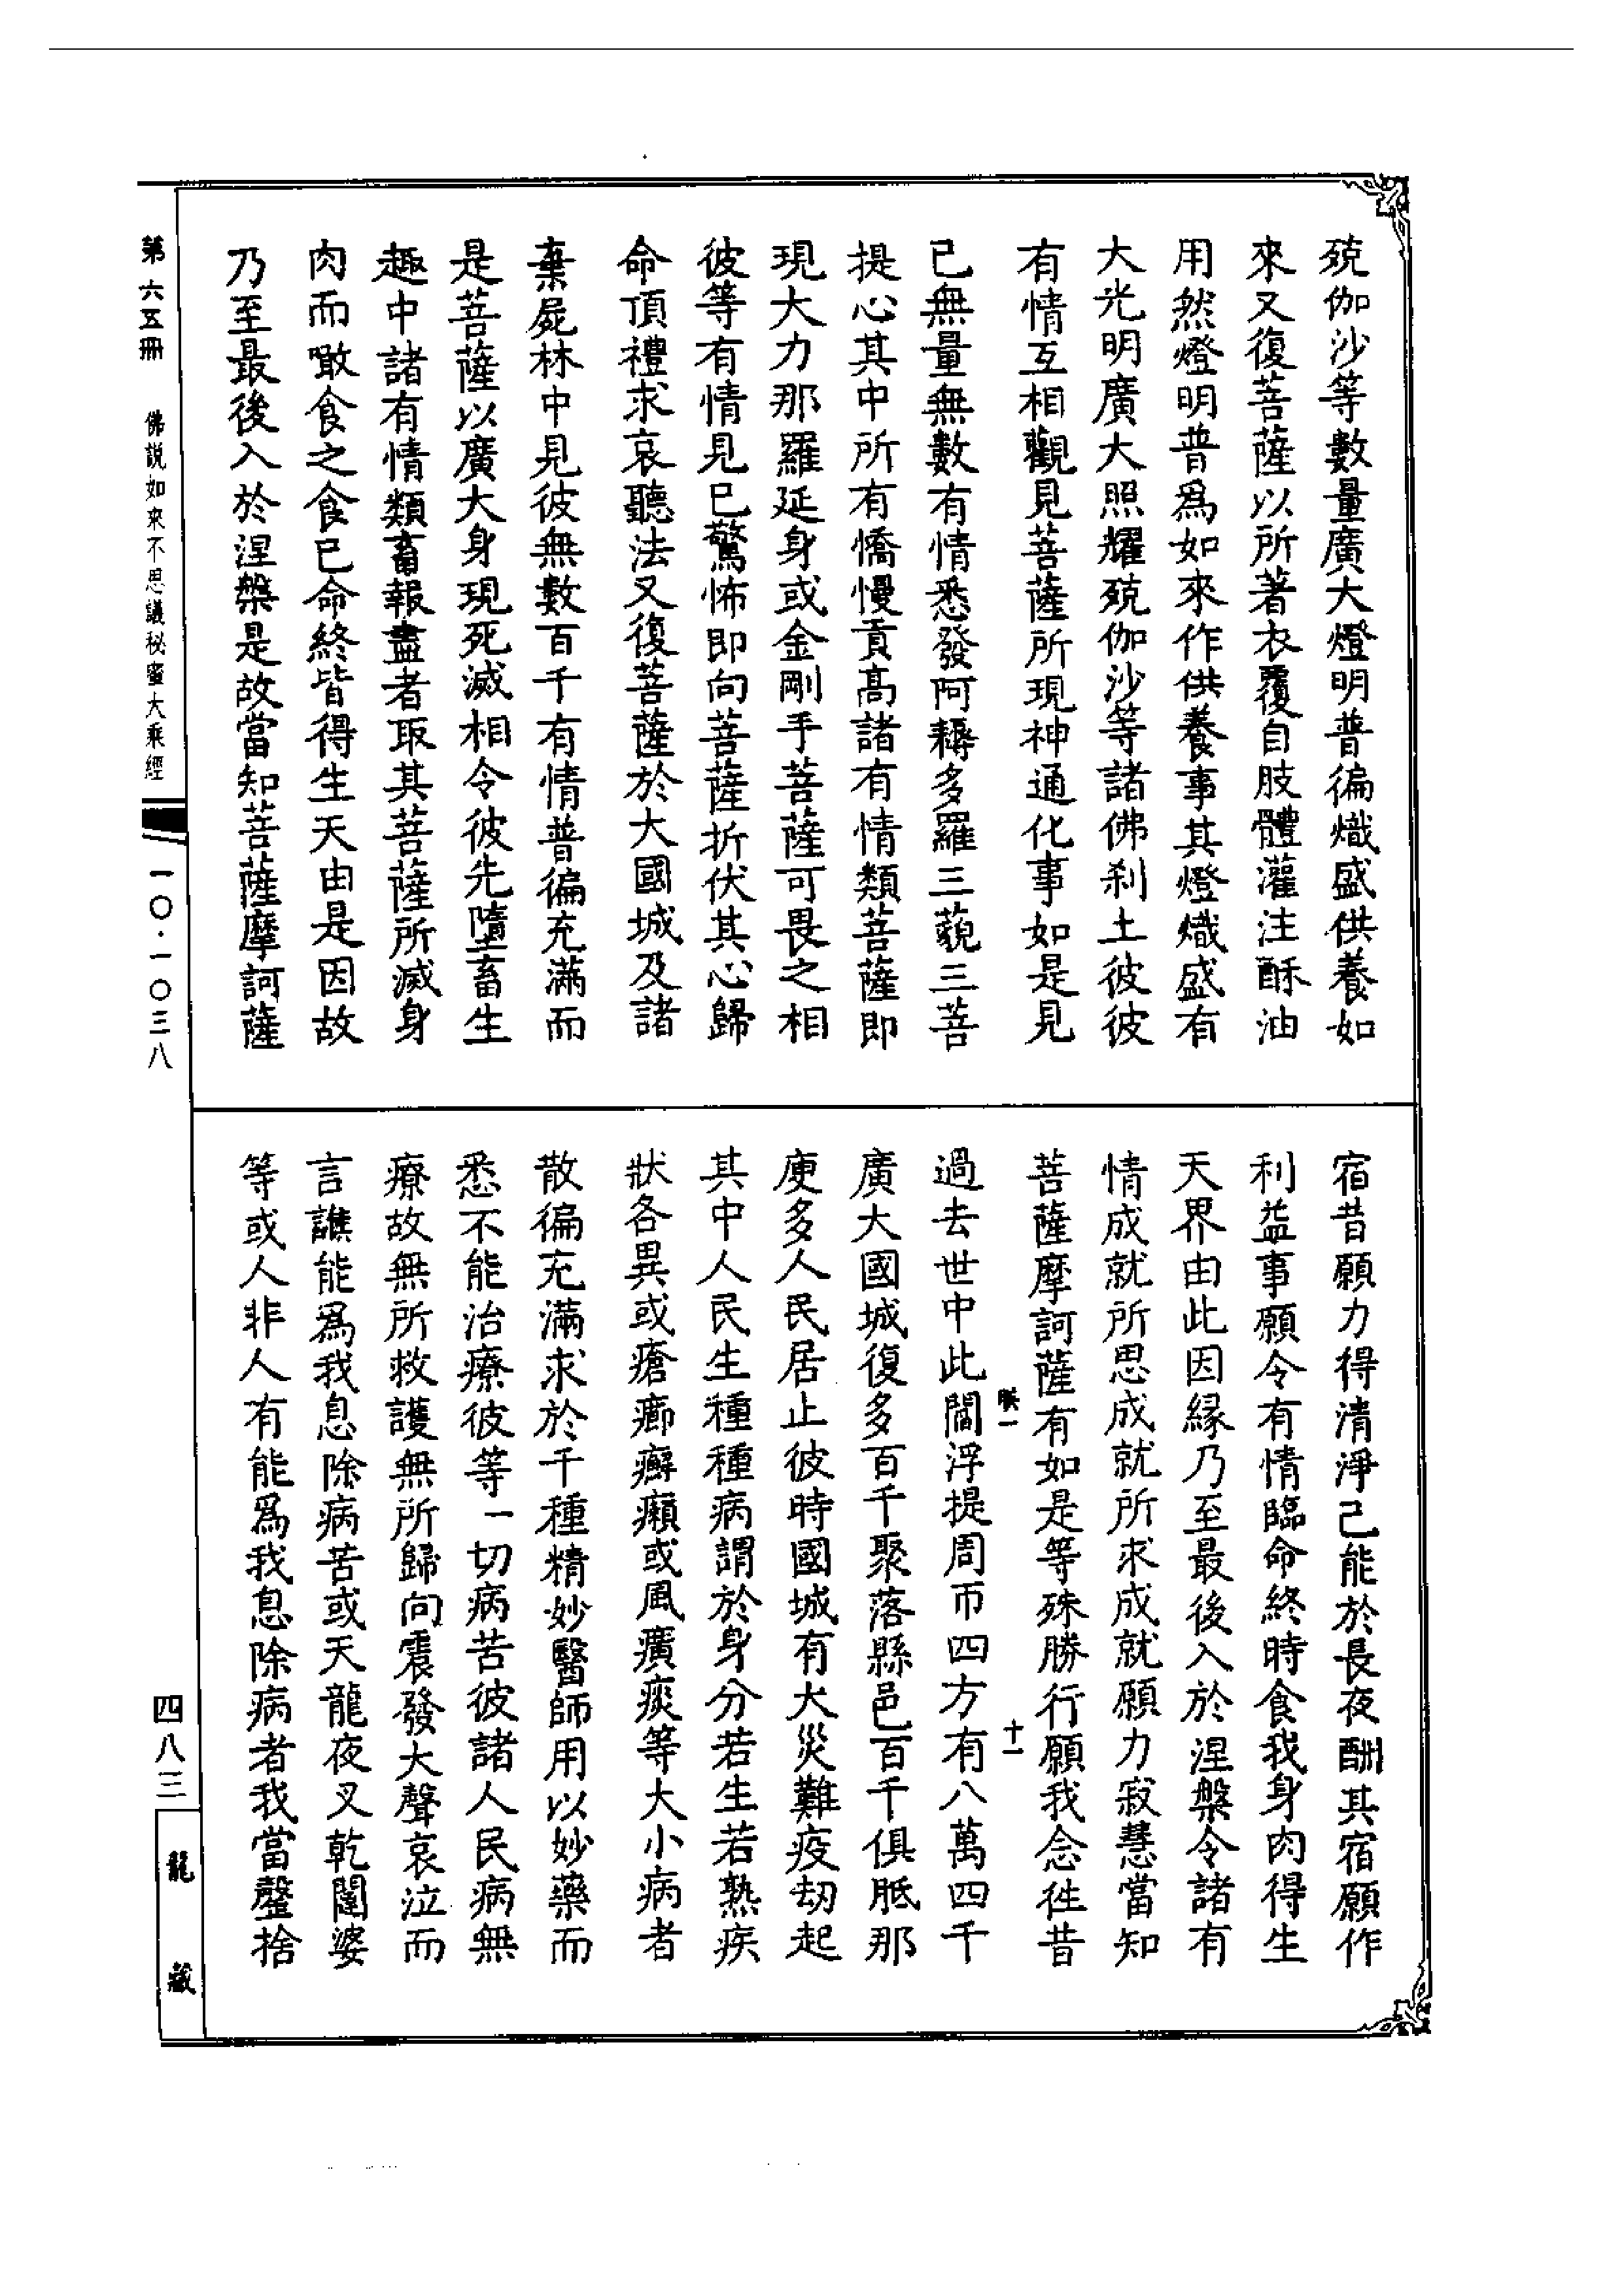 殑伽沙等數量廣大燈明普徧熾盛供養如
來又復菩薩以所著衣覆自肢體灌注酥油
用然燈明普爲如來作供養事其燈熾盛有
大光明廣大照耀殑伽沙等諸佛刹土彼彼
有情互相觀見菩薩所現神通化事如是見
已無量無數有情悉發阿耨多羅三藐三菩
提心其中所有憍慢貢高諸有情類菩薩即
現大力那羅延身或金剛手菩薩可畏之相
彼等有情見已驚怖即向菩薩折伏其心歸
命頂禮求哀聽法又復菩薩於大國城及諸
棄屍林中見彼無數百千有情普徧充滿而
是菩薩以廣大身現死滅相令彼先墮畜生
趣中諸有情類畜報盡者取其菩薩所滅身
肉而噉食之食已命終皆得生天由是因故
乃至最後入於涅槃是故當知菩薩摩訶薩
宿昔願力得清淨已能於長夜酬其宿願作
利益事願令有情臨命終時食我身肉得生
天界由此因緣乃至最後入於涅槃令諸有
情成就所思成就所求成就願力寂慧當知
菩薩摩訶薩有如是等殊勝行願我念徃昔
十一
過去世中此閻浮提周帀四方有八萬四千
廣大國城復多百千聚落縣邑百千俱胝那
庾多人民居止彼時國城有大災難疫劫起
其中人民生種種病謂於身分若生若熟疾
狀各異或瘡癤癬癩或風癀痰等大小病者
散徧充滿求於千種精妙醫師用以妙藥而
悉不能治療彼等一切病苦彼諸人民病無
療故無所救護無所歸向震發大聲哀泣而
言誰能爲我息除病苦或天龍夜叉乾闥婆
等或人非人有能爲我息除病者我當罄捨
第六五冊 佛説如來不思議秘蜜大乘經
一〇·一〇三八
四八三
龍藏